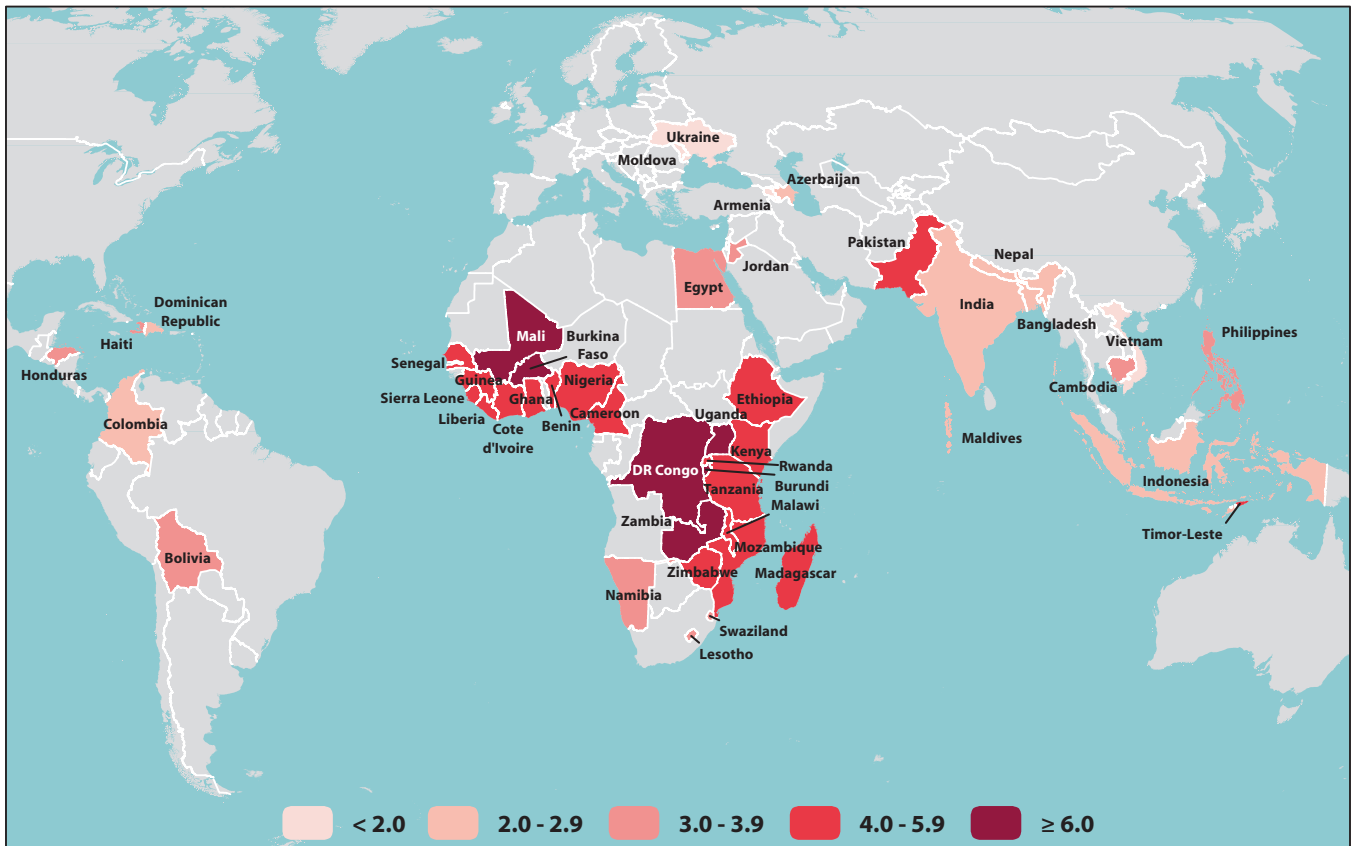 Ukraine
Moldova
Azerbaijan
Armenia
Pakistan
Nepal
Jordan
Egypt
India
Dominican
Republic
Haiti
Honduras
Mali
Burkina
Faso
Bangladesh
Vietnam
Philippines
Senegal
Guinea
Nigeria
Cambodia
Sierra Leone
Ghana
Ethiopia
Liberia
Cote
d'Ivoire
Benin
Cameroon
Uganda
Colombia
Maldives
Kenya
DR Congo
Rwanda
Burundi
Tanzania
Malawi
Indonesia
Zambia
Timor-Leste
Mozambique
Bolivia
Zimbabwe
Madagascar
Namibia
Swaziland
Lesotho
< 2.0
2.0 - 2.9
3.0 - 3.9
4.0 - 5.9
≥ 6.0